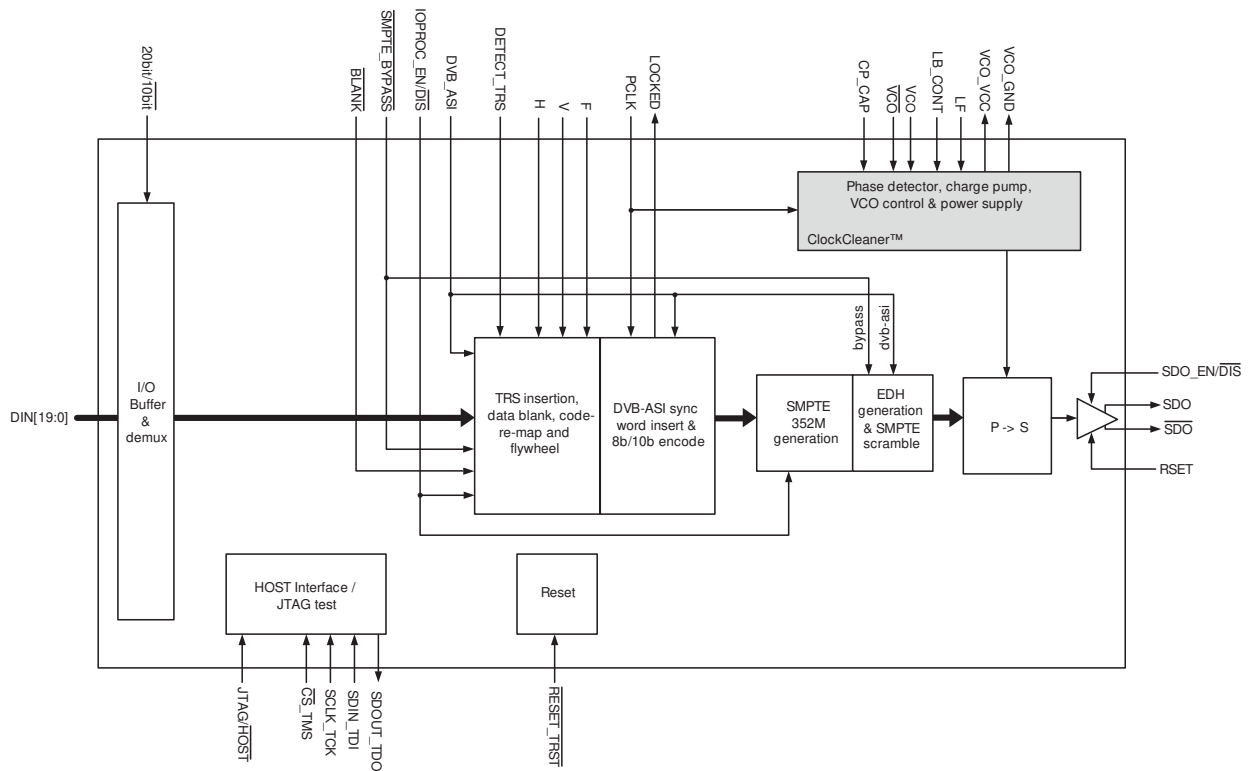 20bit/10bit
BLANK
SMPTE_BYPASS
IOPROC_EN/DIS
DVB_ASI
DETECT_TRS
H
V
F
PCLK
LOCKED
CP_CAP
VCO
VCO
LB_CONT
LF
VCO_VCC
VCO_GND
Phase detector, charge pump,
VCO control & power supply
ClockCleaner™
bypass
dvb-asi
DIN[19:0]
I/O
Buffer
&
demux
TRS insertion,
data blank, code-
re-map and
flywheel
DVB-ASI sync
word insert &
8b/10b encode
SMPTE
352M
generation
EDH
generation
& SMPTE
scramble
P -> S
SDO_EN/DIS
SDO
SDO
RSET
HOST Interface /
JTAG test
Reset
JTAG/HOST
CS_TMS
SCLK_TCK
SDIN_TDI
SDOUT_TDO
RESET_TRST